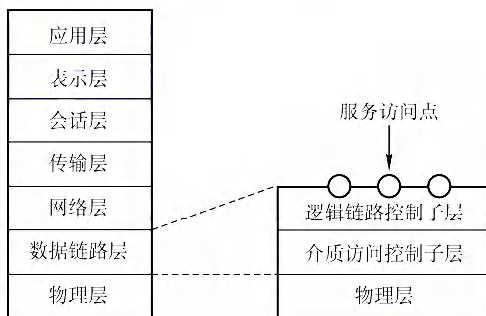 应用层
表示层
会话层
传输层
网络层
数据链路层
物理层
服务访问点
逻辑链路控制子层
介质访问控制子层
物理层